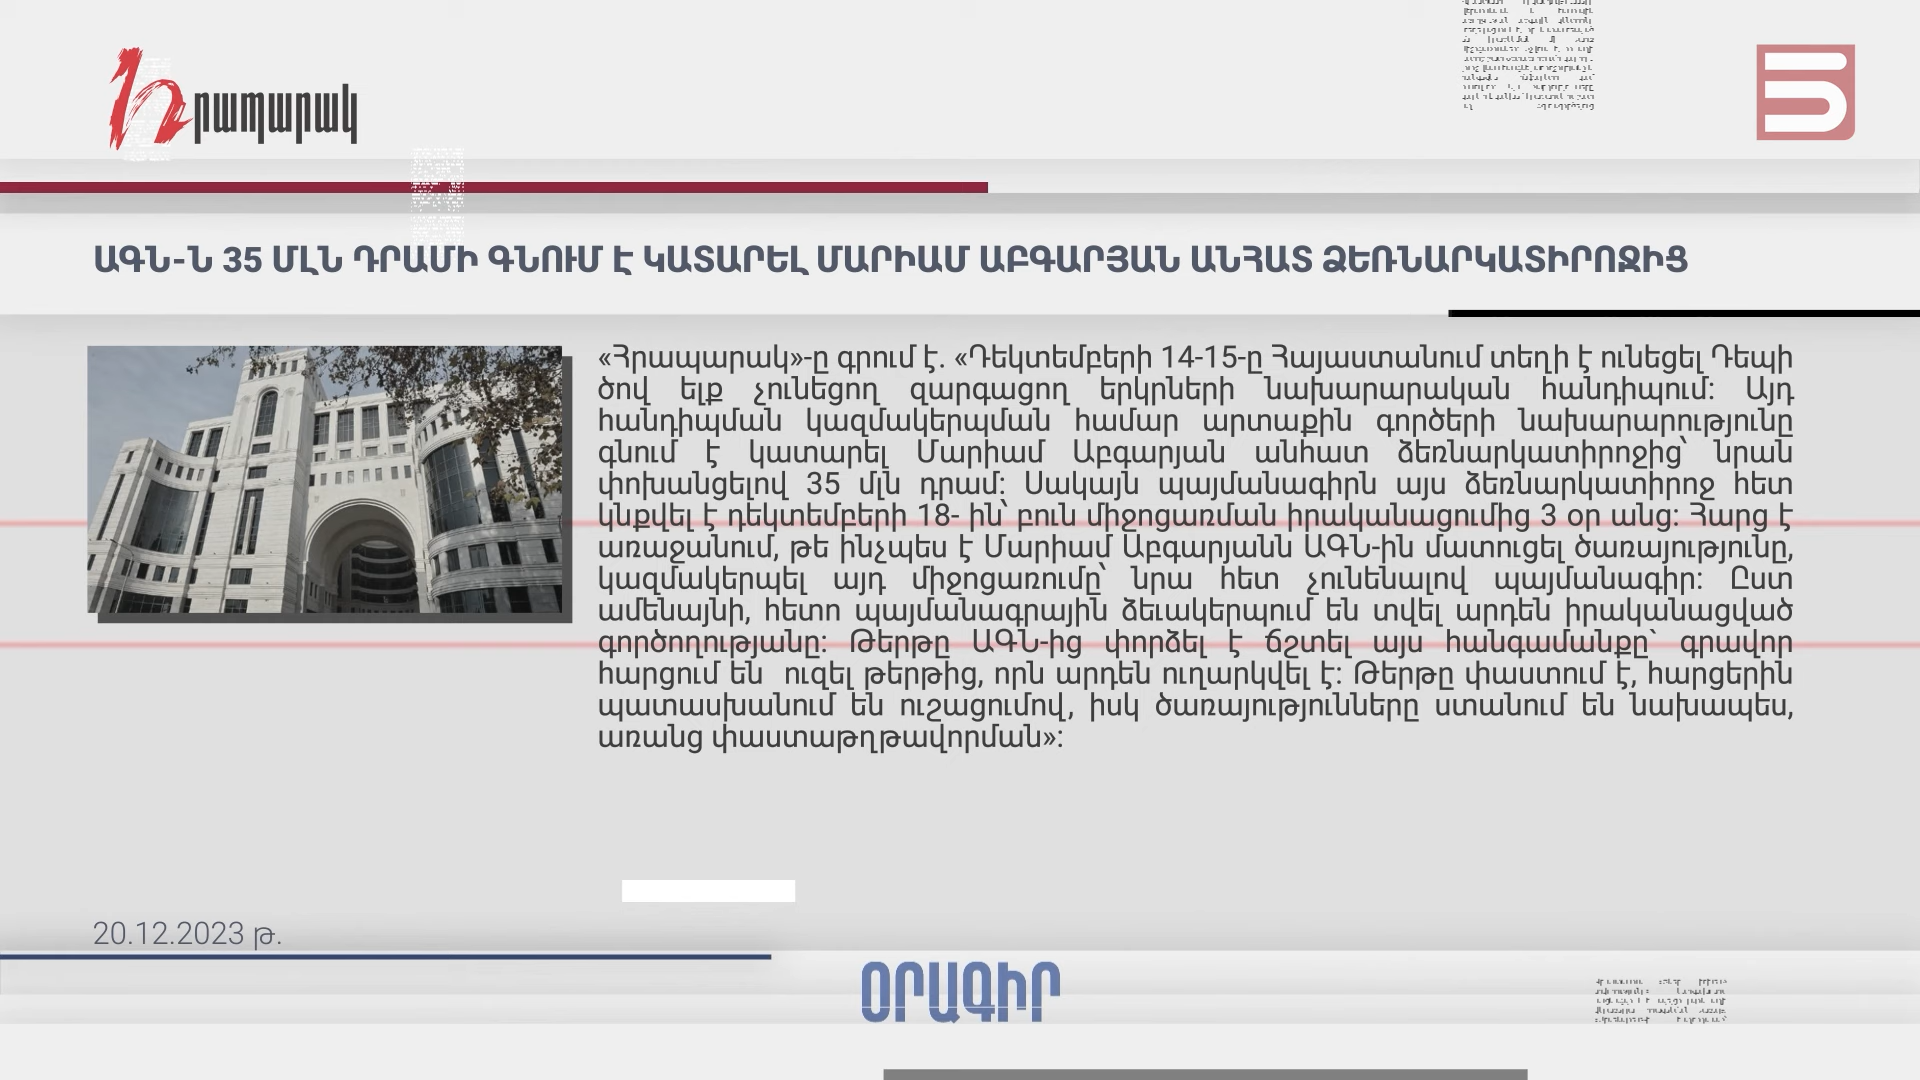 Հրապարակ
5
ԱԳՆ-Ն 35 ՄԼՆ ԴՐԱՄԻ ԳՆՈՒՄ Է ԿԱՏԱՐԵԼ ՄԱՐԻԱՄ ԱԲԳԱՐՅԱՆ ԱՆՀԱՏ ՁԵՌՆԱՐԿԱՏԻՐՈՋԻՑ
«Հրապարակ»-ը գրում է. «Դեկտեմբերի 14-15-ը Հայաստանում տեղի է ունեցել Դեպի
ծով ելք չունեցող զարգացող երկրների նախարարական հանդիպում: Այդ
հանդիպման կազմակերպման համար արտաքին գործերի նախարարությունը
գնում է կատարել Մարիամ Աբգարյան անհատ ձեռնարկատիրոջից՝ նրան
փոխանցելով 35 մլն դրամ: Սակայն պայմանագիրն այս ձեռնարկատիրոջ հետ
կնքվել է դեկտեմբերի 18- ին՝ բուն միջոցառման իրականացումից 3 օր անց: Հարց է
առաջանում, թե ինչպես է Մարիամ Աբգարյանն ԱԳՆ-ին մատուցել ծառայությունը,
կազմակերպել այդ միջոցառումը՝ նրա հետ չունենալով պայմանագիր: Ըստ
ամենայնի, հետո պայմանագրային ձեւակերպում են տվել արդեն իրականացված
գործողությանը: Թերթը ԱԳՆ-ից փորձել է ճշտել այս հանգամանքը՝ գրավոր
հարցում են  ուզել թերթից, որն արդեն ուղարկվել է: Թերթը փաստում է, հարցերին
պատասխանում են ուշացումով, իսկ ծառայությունները ստանում են նախապես,
առանց փաստաթղթավորման»:
20.12.2023 թ.
ՕՐԱԳԻՐ